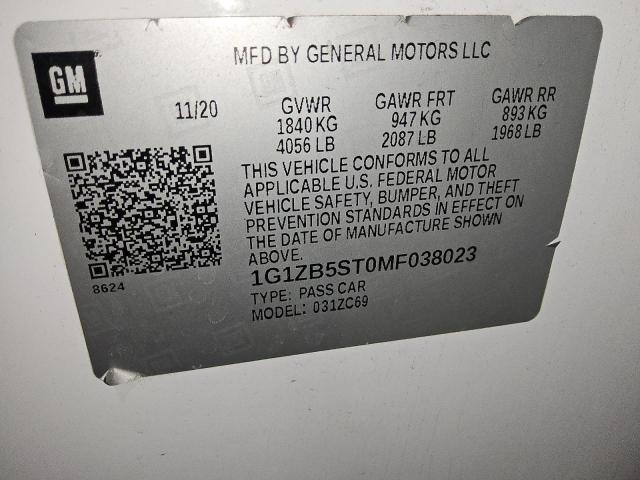 GM
MFD BY GENERAL MOTORS LLC
11/20
GVWR GAWR FRT GAWR RR
1840 KG 947 KG 893 KG
4056 LB 2087 LB 1968 LB
THIS VEHICLE CONFORMS TO ALL
APPLICABLE U.S. FEDERAL MOTOR
VEHICLE SAFETY, BUMPER, AND THEFT
PREVENTION STANDARDS IN EFFECT ON
THE DATE OF MANUFACTURE SHOWN
ABOVE.
8624
1G1ZB5ST0MF038023
TYPE: PASS CAR
MODEL: 031ZC69